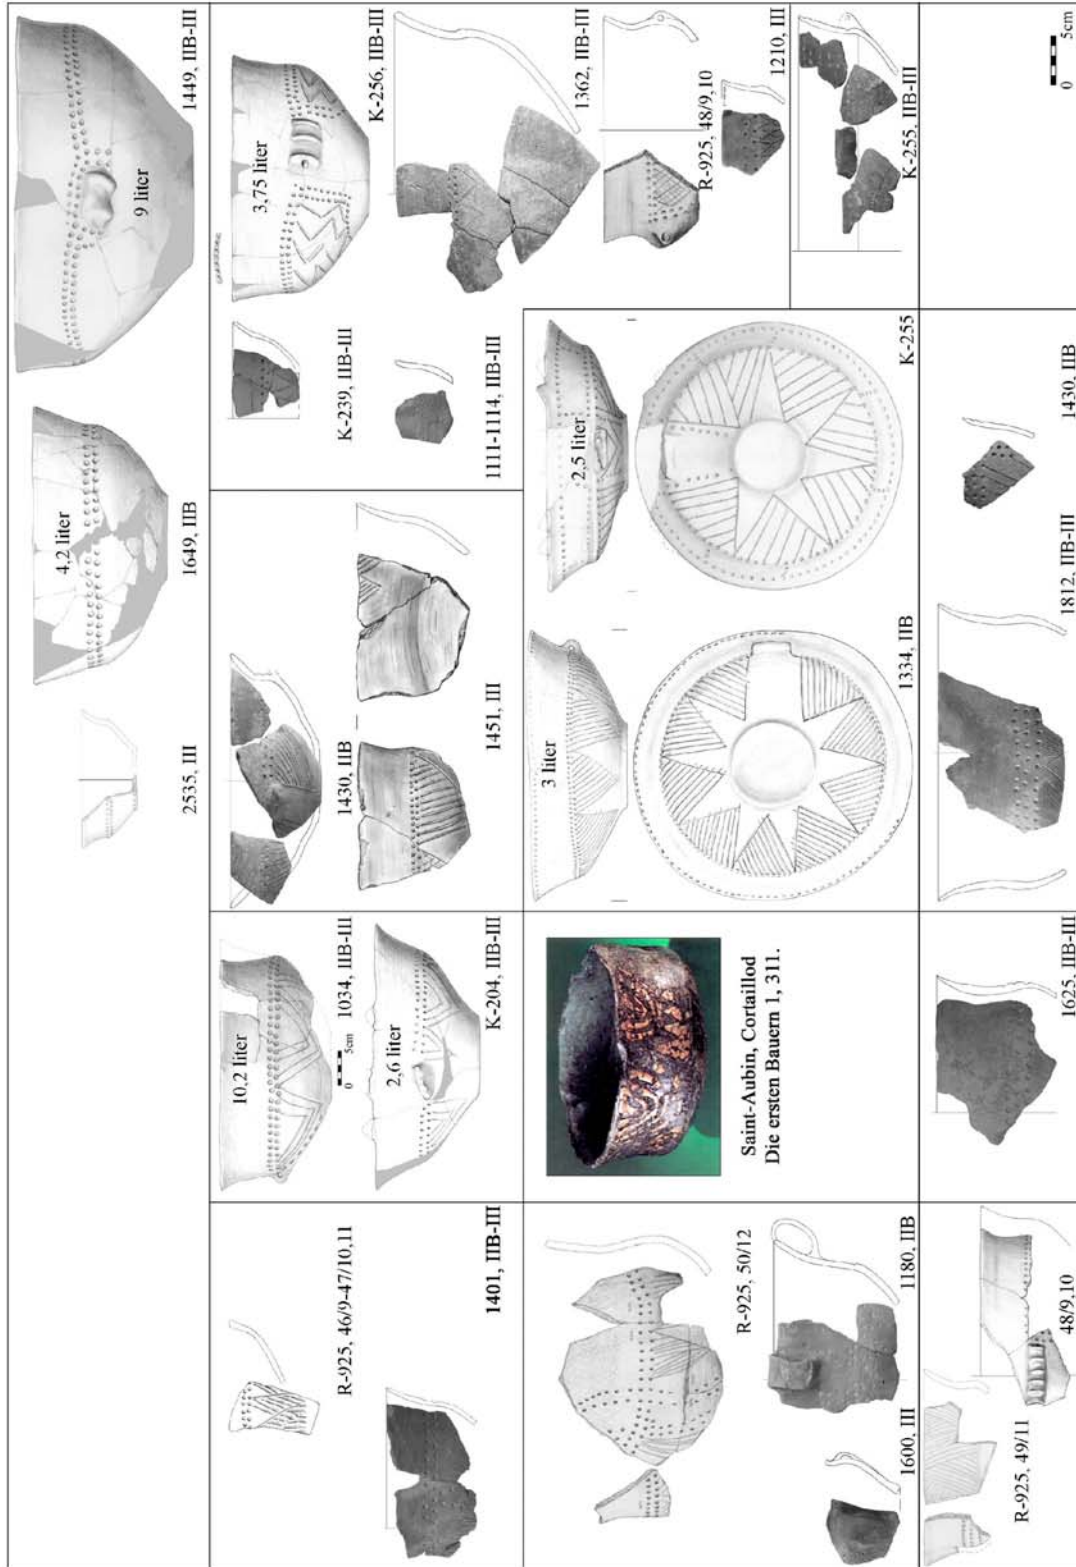 2535, III
4,2 liter
1649, IIB
9 liter
1449, IIB-III
R-925, 46/9-47/10,11
1401, IIB-III
10,2 liter
0 5cm
1034, IIB-III
2,6 liter
K-204, IIB-III
1430, IIB
1451, III
K-239, IIB-III
1111-1114, IIB-III
3,75 liter
K-256, IIB-III
1362, IIB-III
R-925, 48/9,10
1210, III
R-925, 50/12
1600, III
1180, IIB
Saint-Aubin, Cortaillod
Die ersten Bauern 1, 311.
3 liter
1334, IIB
2,5 liter
K-255
K-255, IIB-III
R-925, 49/11
48/9,10
1625, IIB-III
1812, IIB-III
1430, IIB
0 5cm